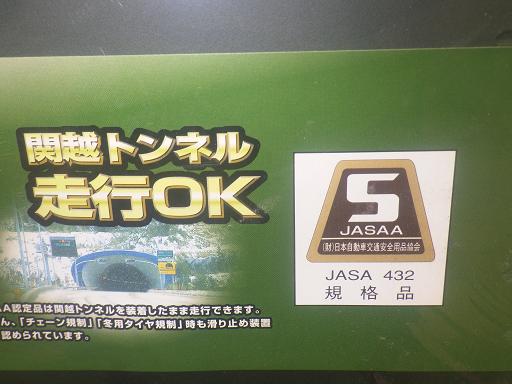 関越トンネル
走行OK
AA認定品は関越トンネルを装着したまま走行できます。
ん、「チェーン規制」「冬用タイヤ規制」時も滑り止め装置
認められています。
S
JASAA
(財)日本自動車交通安全用品協会
JASA 432
規格品